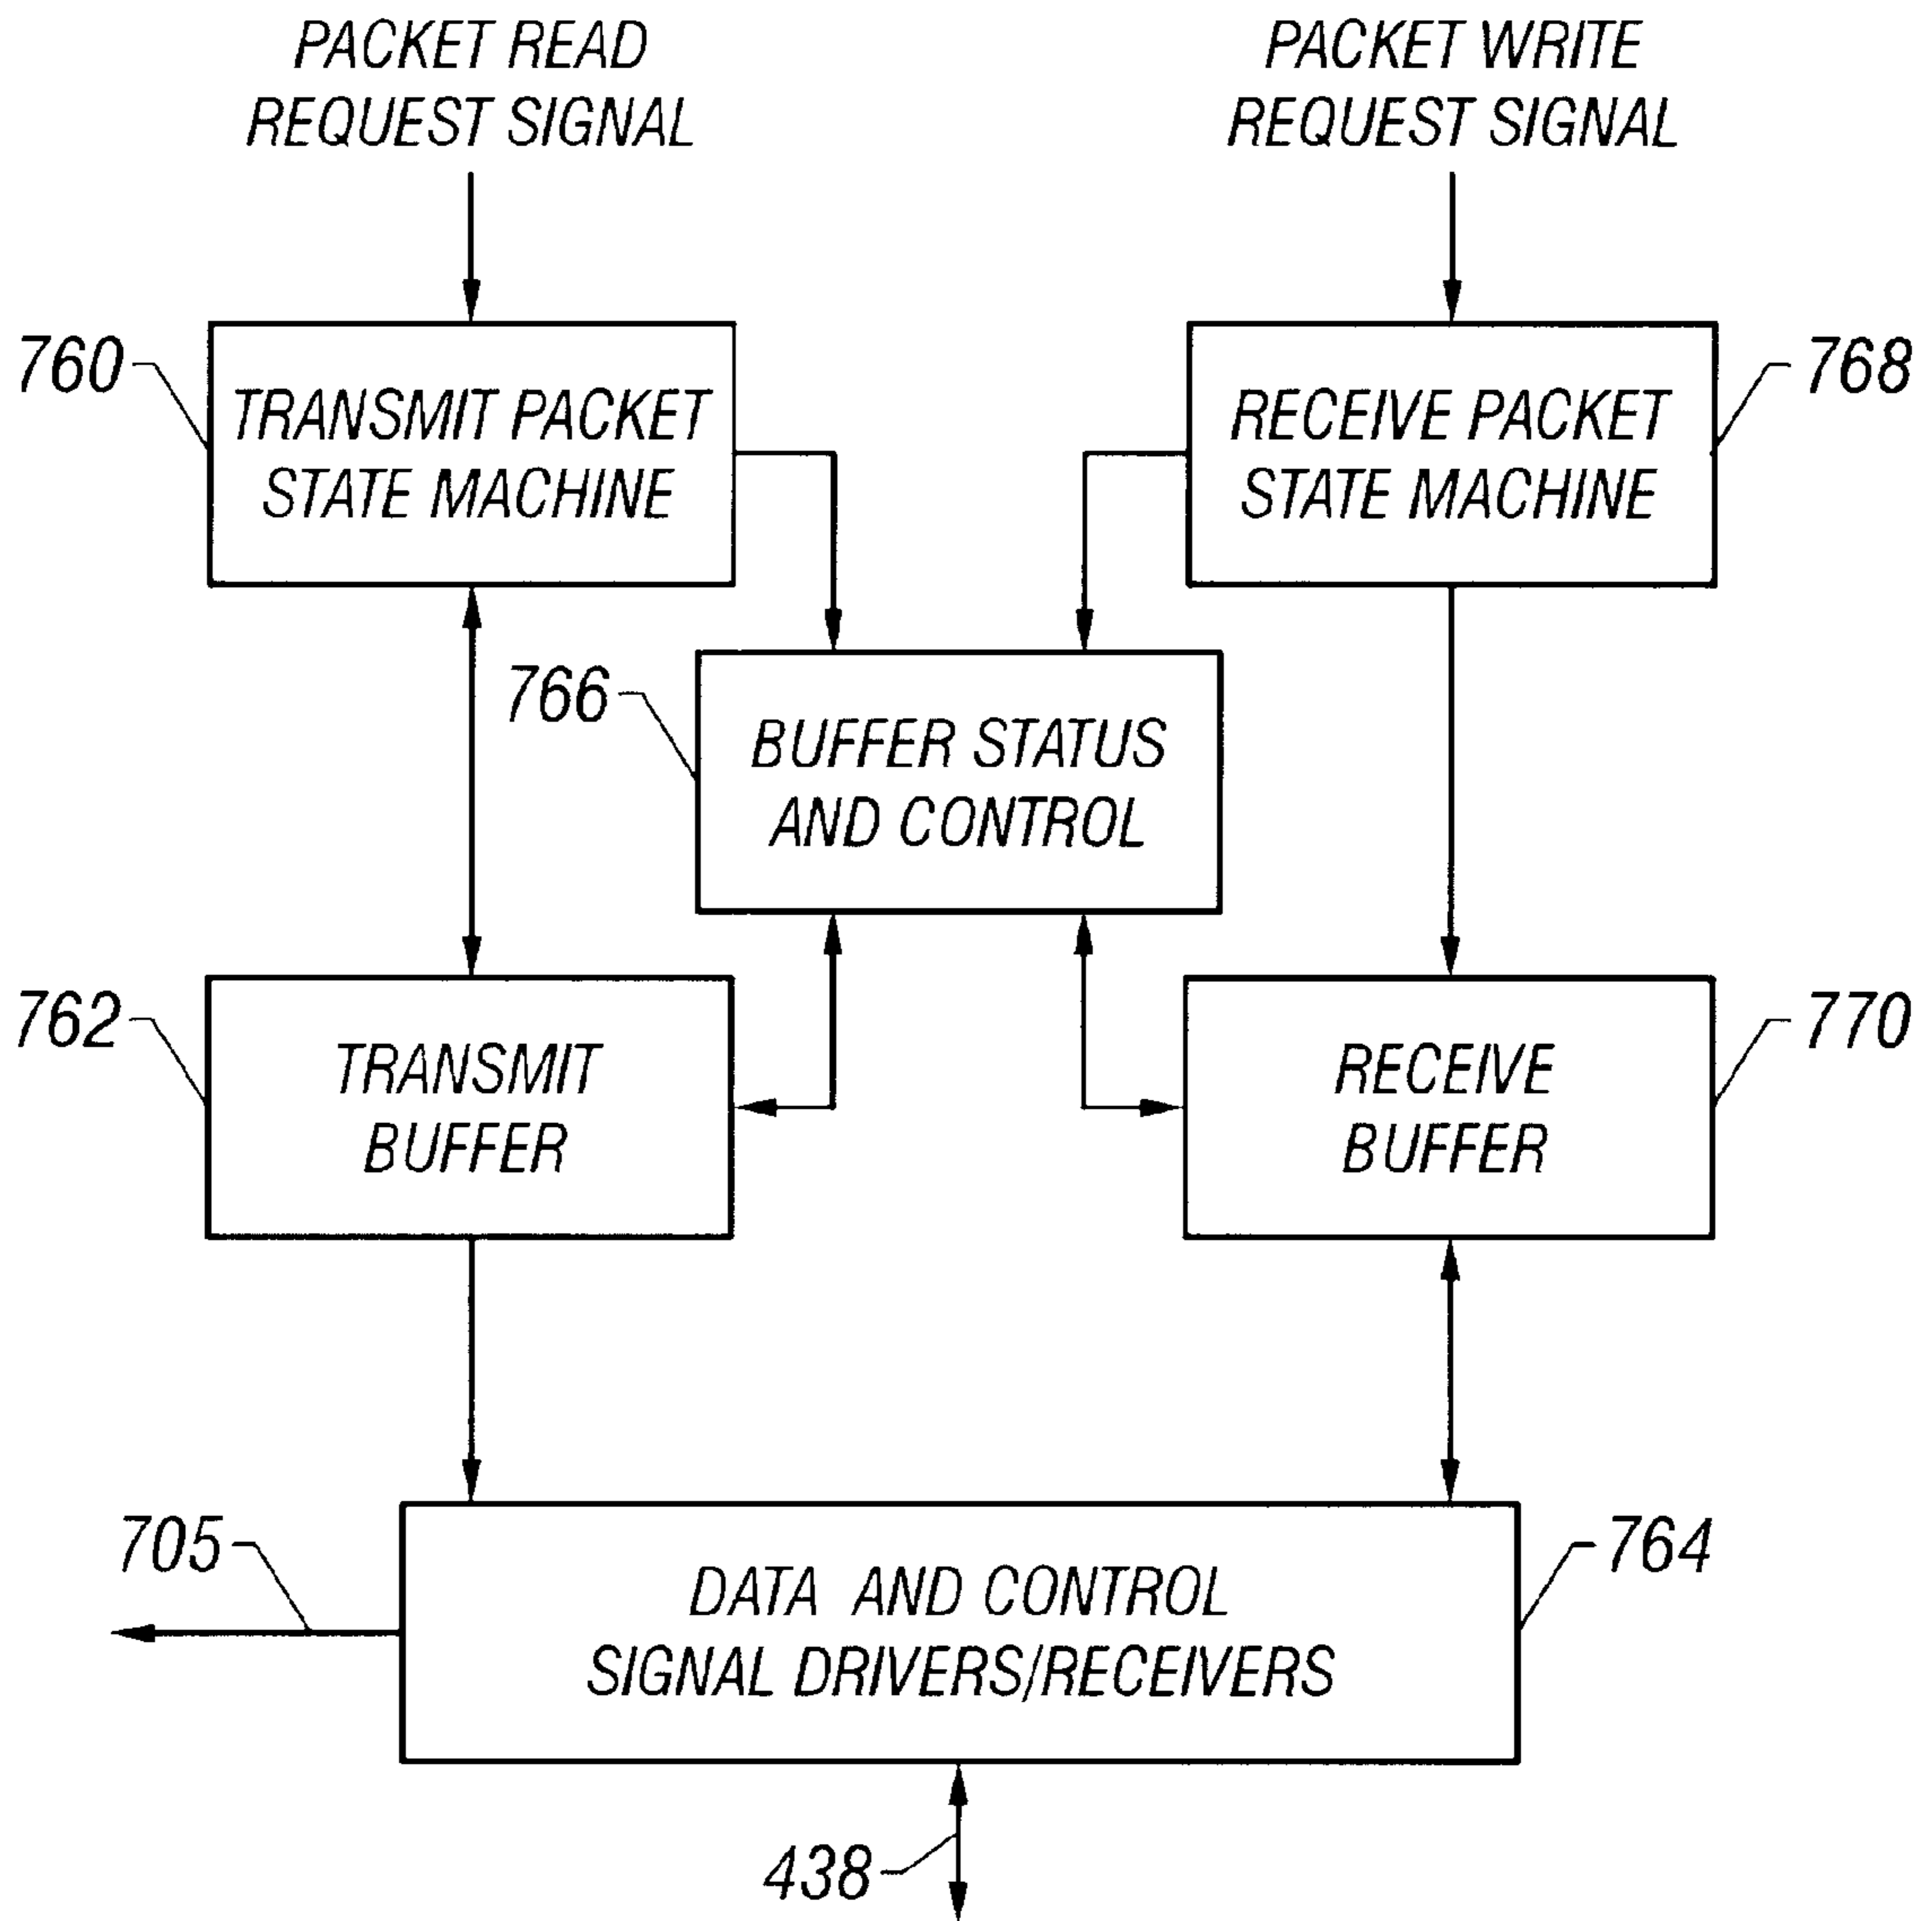 PACKET READ
REQUEST SIGNAL
PACKET WRITE
REQUEST SIGNAL
760
TRANSMIT PACKET
STATE MACHINE
RECEIVE PACKET
STATE MACHINE
768
766
BUFFER STATUS
AND CONTROL
762
TRANSMIT
BUFFER
RECEIVE
BUFFER
770
705
DATA AND CONTROL
SIGNAL DRIVERS/RECEIVERS
764
438